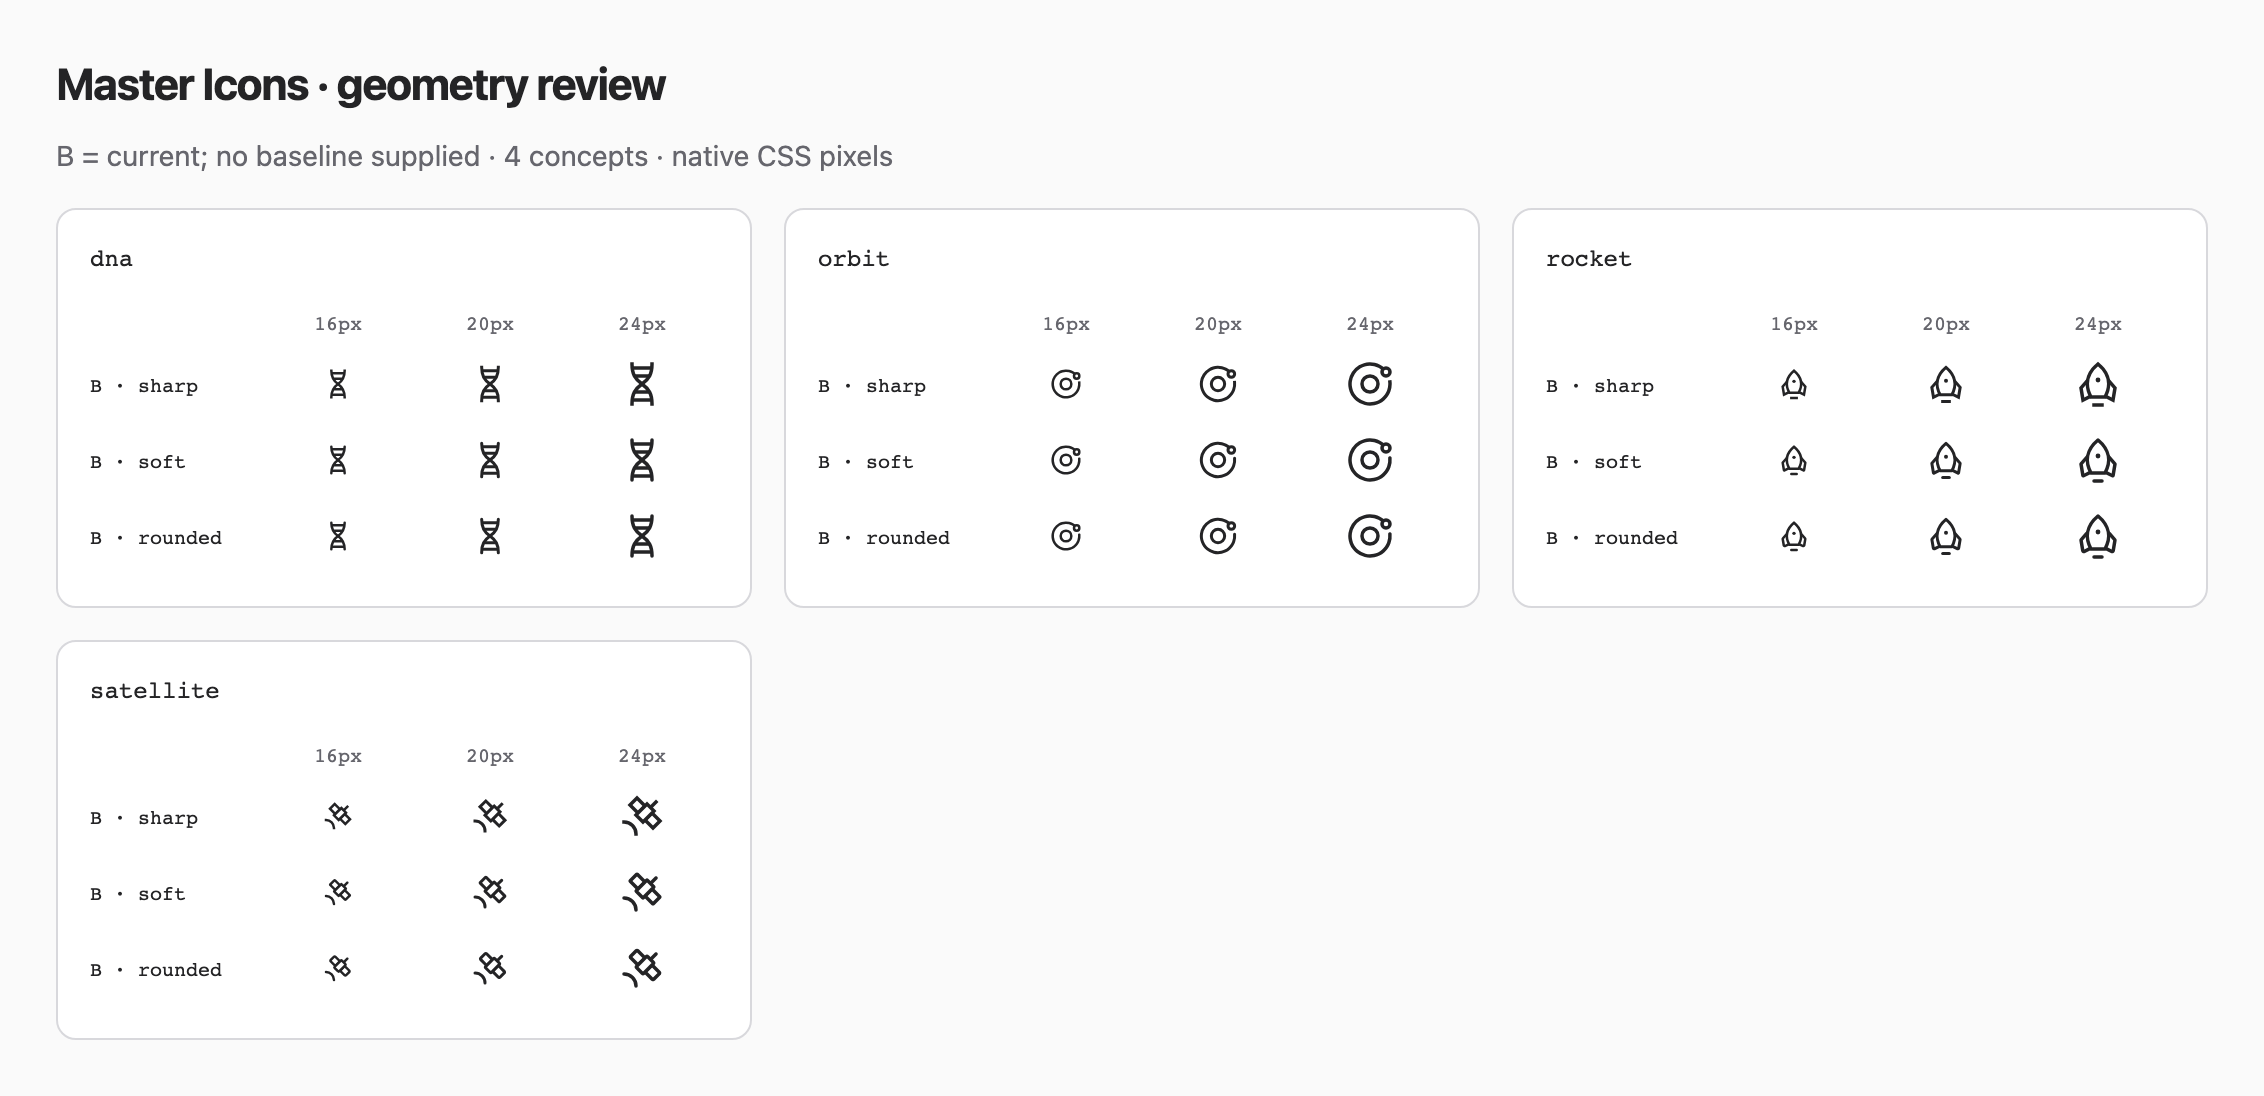 Master Icons · geometry review
B = current; no baseline supplied · 4 concepts · native CSS pixels
dna
16px 20px 24px
B · sharp
B · soft
B · rounded
orbit
16px 20px 24px
B · sharp
B · soft
B · rounded
rocket
16px 20px 24px
B · sharp
B · soft
B · rounded
satellite
16px 20px 24px
B · sharp
B · soft
B · rounded